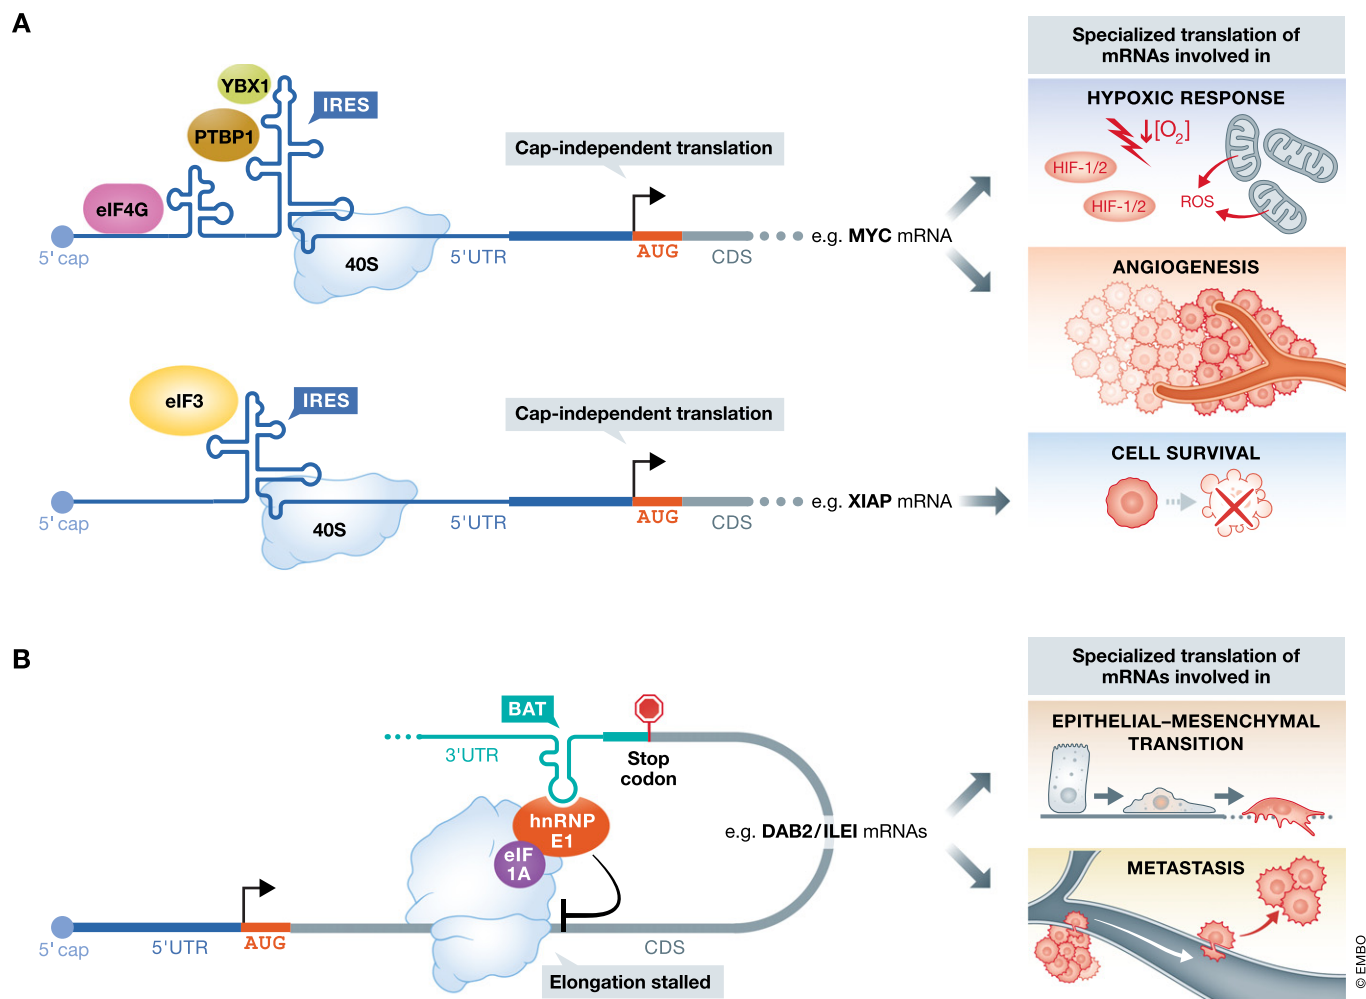 A
YBX1
IRES
PTBP1
eIF4G
Cap-independent translation
40S
5'UTR
AUG
CDS
5' cap
e.g. MYC mRNA
eIF3
IRES
Cap-independent translation
40S
5'UTR
AUG
CDS
5' cap
e.g. XIAP mRNA
Specialized translation of
mRNAs involved in
HYPOXIC RESPONSE
[O2]
HIF-1/2
HIF-1/2
ROS
ANGIOGENESIS
CELL SURVIVAL
B
BAT
3'UTR
Stop
codon
hnRNP
E1
eIF
1A
e.g. DAB2/ILEI mRNAs
5' cap
5'UTR
AUG
CDS
Elongation stalled
Specialized translation of
mRNAs involved in
EPITHELIAL–MESENCHYMAL
TRANSITION
METASTASIS
© EMBO